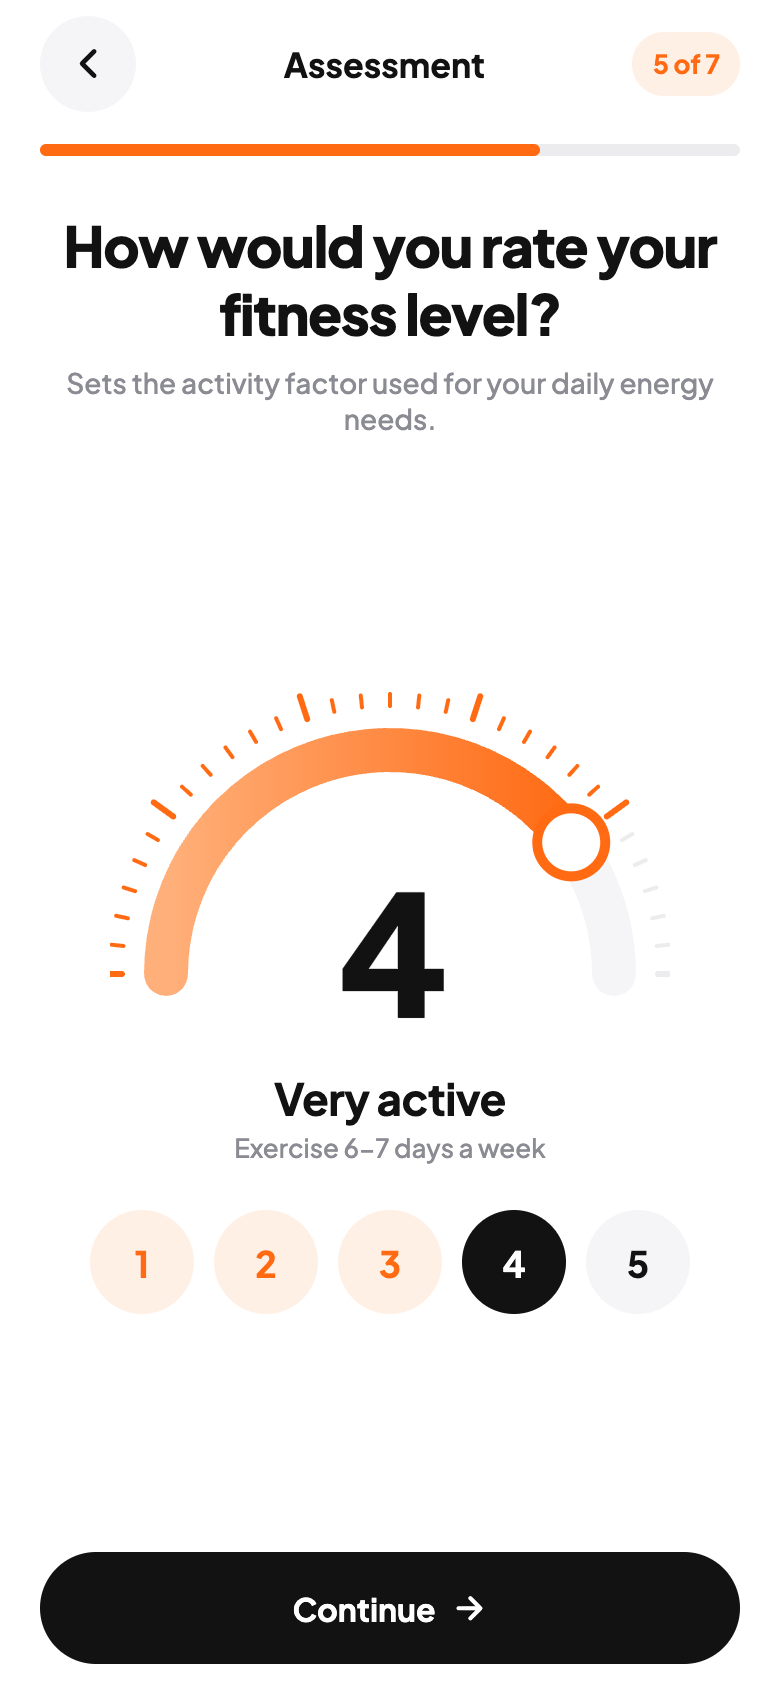 Assessment
5 of 7
How would you rate your
fitness level?
Sets the activity factor used for your daily energy
needs.
4
Very active
Exercise 6–7 days a week
1 2 3 4 5
Continue →